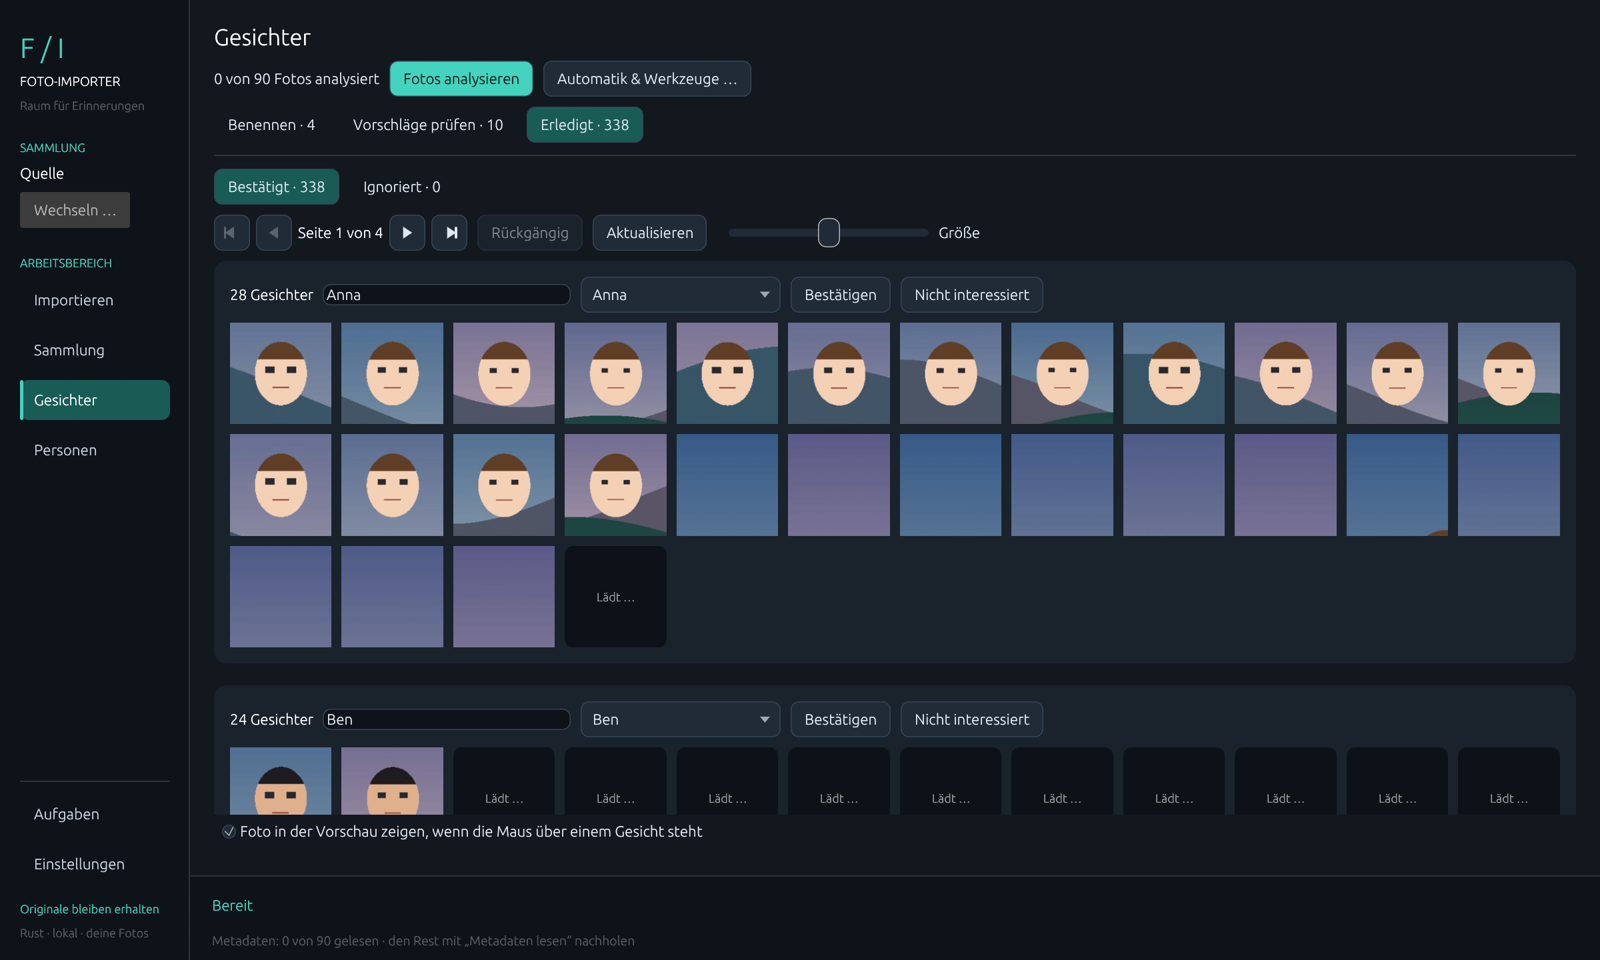 F / I
FOTO-IMPORTER
Raum für Erinnerungen
SAMMLUNG
Quelle
Wechseln …
ARBEITSBEREICH
Importieren
Sammlung
Gesichter
Personen
Aufgaben
Einstellungen
Originale bleiben erhalten
Rust · lokal · deine Fotos
Gesichter
0 von 90 Fotos analysiert Fotos analysieren Automatik & Werkzeuge …
Benennen · 4 Vorschläge prüfen · 10 Erledigt · 338
Bestätigt · 338 Ignoriert · 0
Seite 1 von 4 Rückgängig Aktualisieren Größe
28 Gesichter Anna Anna Bestätigen Nicht interessiert
Lädt …
24 Gesichter Ben Ben Bestätigen Nicht interessiert
Lädt … Lädt … Lädt … Lädt … Lädt … Lädt … Lädt … Lädt … Lädt … Lädt …
Foto in der Vorschau zeigen, wenn die Maus über einem Gesicht steht
Bereit
Metadaten: 0 von 90 gelesen · den Rest mit „Metadaten lesen“ nachholen